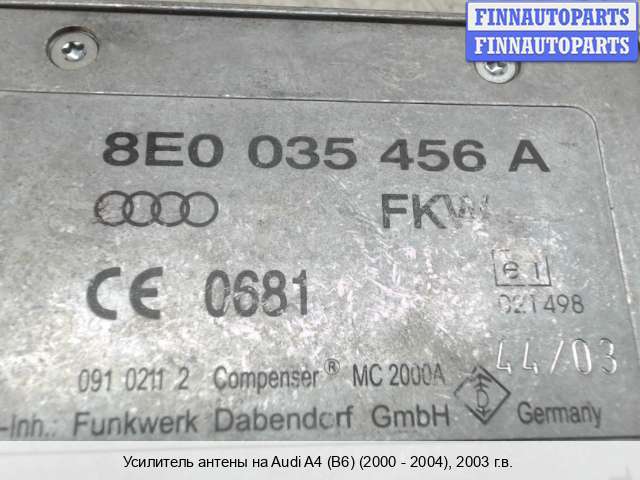 FINNAUTOPARTS
FINNAUTOPARTS
8E0 035 456 A
FKW
CE 0681
e 1
021498
44/03
091 0211 2 Compenser® MC 2000A
-Inh.: Funkwerk Dabendorf GmbH Germany
Усилитель антены на Audi A4 (B6) (2000 - 2004), 2003 г.в.